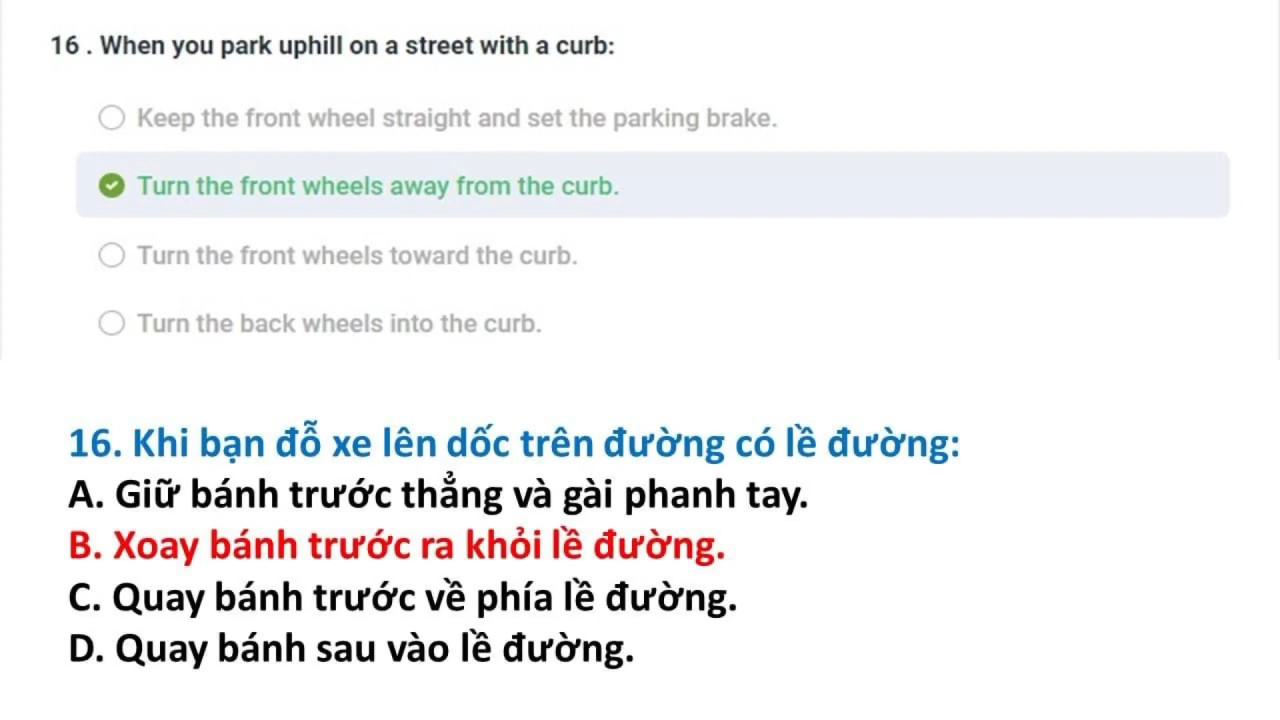 16 . When you park uphill on a street with a curb:
Keep the front wheel straight and set the parking brake.
Turn the front wheels away from the curb.
Turn the front wheels toward the curb.
Turn the back wheels into the curb.
16. Khi bạn đỗ xe lên dốc trên đường có lề đường:
A. Giữ bánh trước thẳng và gài phanh tay.
B. Xoay bánh trước ra khỏi lề đường.
C. Quay bánh trước về phía lề đường.
D. Quay bánh sau vào lề đường.